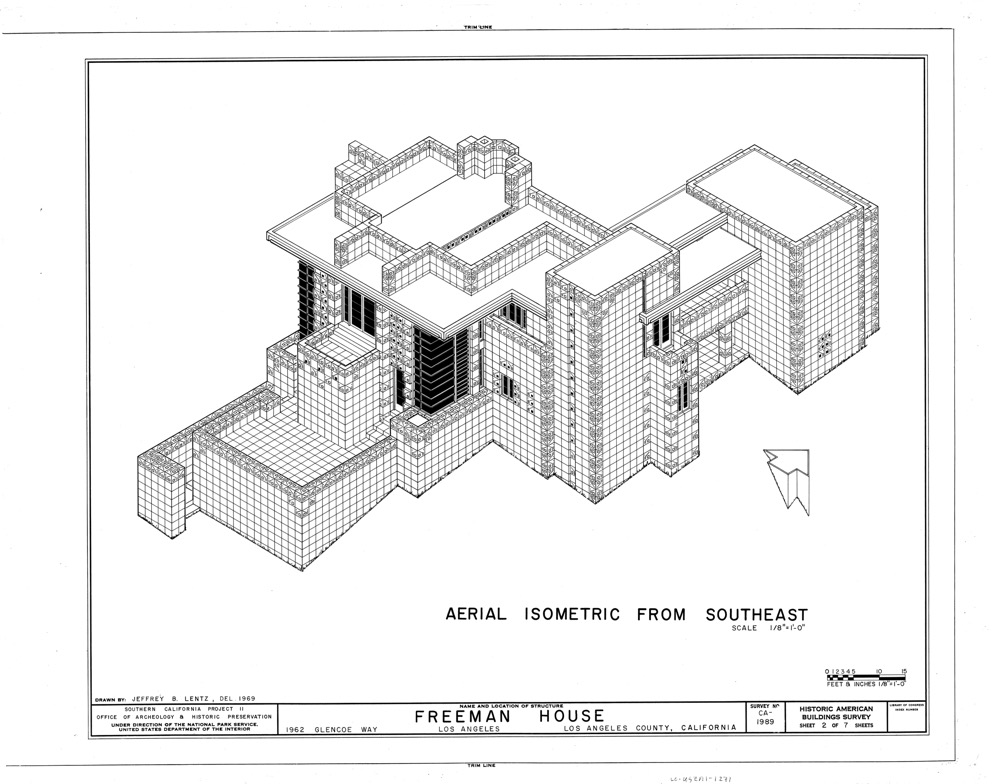 TRIM LINE
AERIAL ISOMETRIC FROM SOUTHEAST
SCALE 1/8"=1'-0"
0 1 2 3 4 5 10 15
FEET & INCHES 1/8"=1'-0"
DRAWN BY: JEFFREY B. LENTZ, DEL. 1969
SOUTHERN CALIFORNIA PROJECT II
OFFICE OF ARCHEOLOGY & HISTORIC PRESERVATION
UNDER DIRECTION OF THE NATIONAL PARK SERVICE,
UNITED STATES DEPARTMENT OF THE INTERIOR
1962 GLENCOE WAY
NAME AND LOCATION OF STRUCTURE
FREEMAN HOUSE
LOS ANGELES LOS ANGELES COUNTY, CALIFORNIA
SURVEY NO
CA-
1989
HISTORIC AMERICAN
BUILDINGS SURVEY
SHEET 2 OF 7 SHEETS
LIBRARY OF CONGRESS
INDEX NUMBER
TRIM LINE